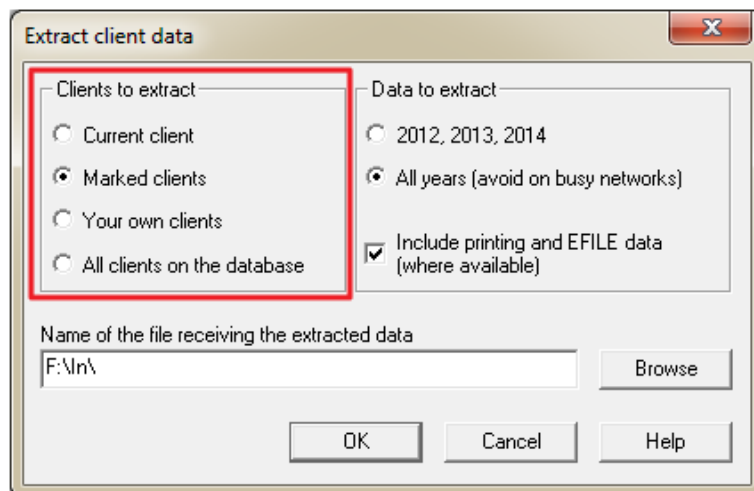 Extract client data
Clients to extract
Current client
Marked clients
Your own clients
All clients on the database
Data to extract
2012, 2013, 2014
All years (avoid on busy networks)
Include printing and EFILE data
(where available)
Name of the file receiving the extracted data
F:\In\
Browse
OK
Cancel
Help